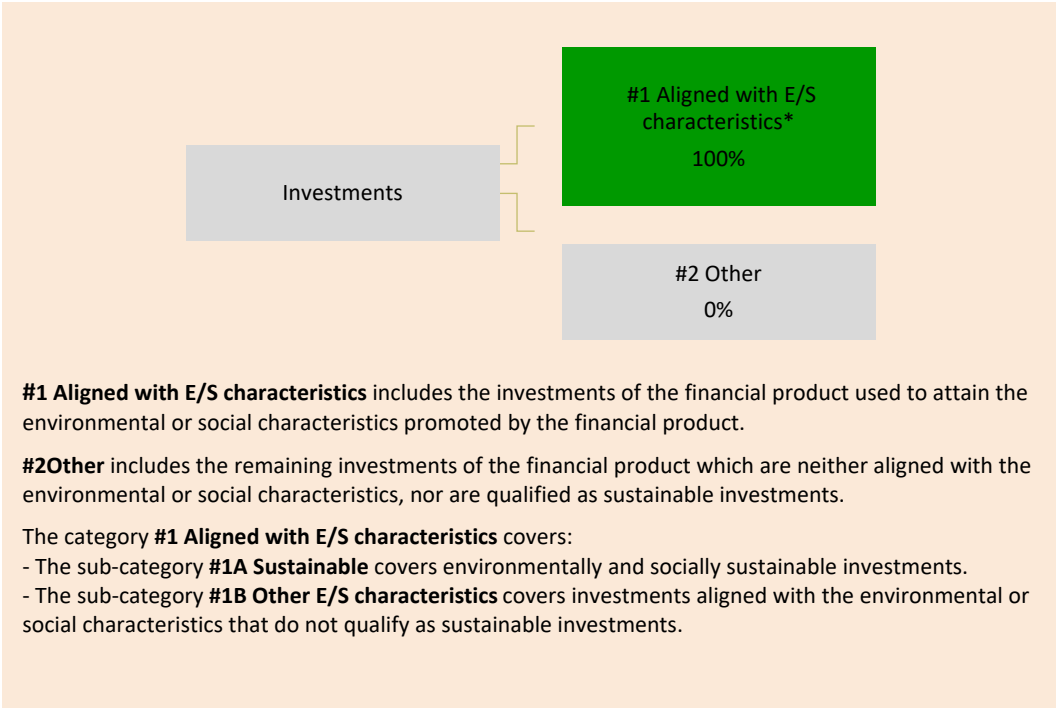 #1 Aligned with E/S
characteristics*
100%
Investments
#2 Other
0%
#1 Aligned with E/S characteristics includes the investments of the financial product used to attain the
environmental or social characteristics promoted by the financial product.
#2Other includes the remaining investments of the financial product which are neither aligned with the
environmental or social characteristics, nor are qualified as sustainable investments.
The category #1 Aligned with E/S characteristics covers:
- The sub-category #1A Sustainable covers environmentally and socially sustainable investments.
- The sub-category #1B Other E/S characteristics covers investments aligned with the environmental or
social characteristics that do not qualify as sustainable investments.